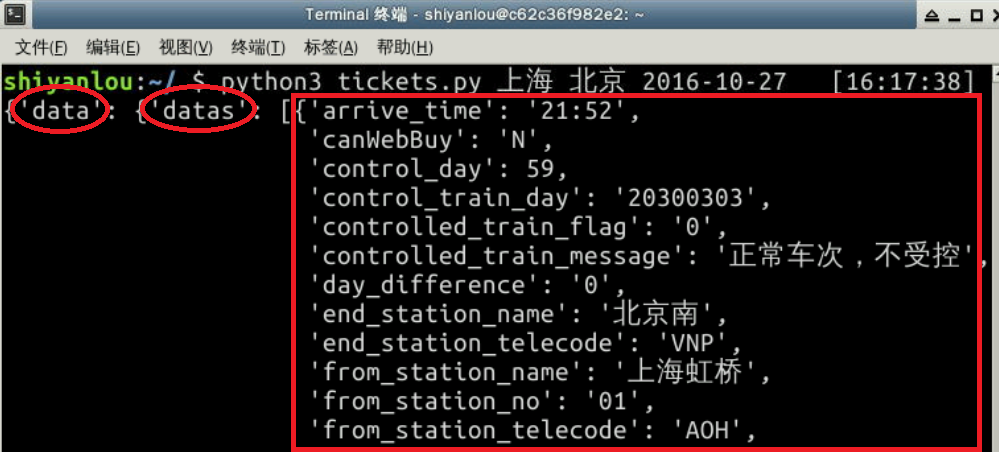 Terminal 终端 - shiyanlou@c62c36f982e2: ~
文件(F) 编辑(E) 视图(V) 终端(T) 标签(A) 帮助(H)
shiyanlou:~/ $ python3 tickets.py 上海 北京 2016-10-27 [16:17:38]
{'data': {'datas': [{'arrive_time': '21:52',
'canWebBuy': 'N',
'control_day': 59,
'control_train_day': '20300303',
'controlled_train_flag': '0',
'controlled_train_message': '正常车次，不受控',
'day_difference': '0',
'end_station_name': '北京南',
'end_station_telecode': 'VNP',
'from_station_name': '上海虹桥',
'from_station_no': '01',
'from_station_telecode': 'AOH',